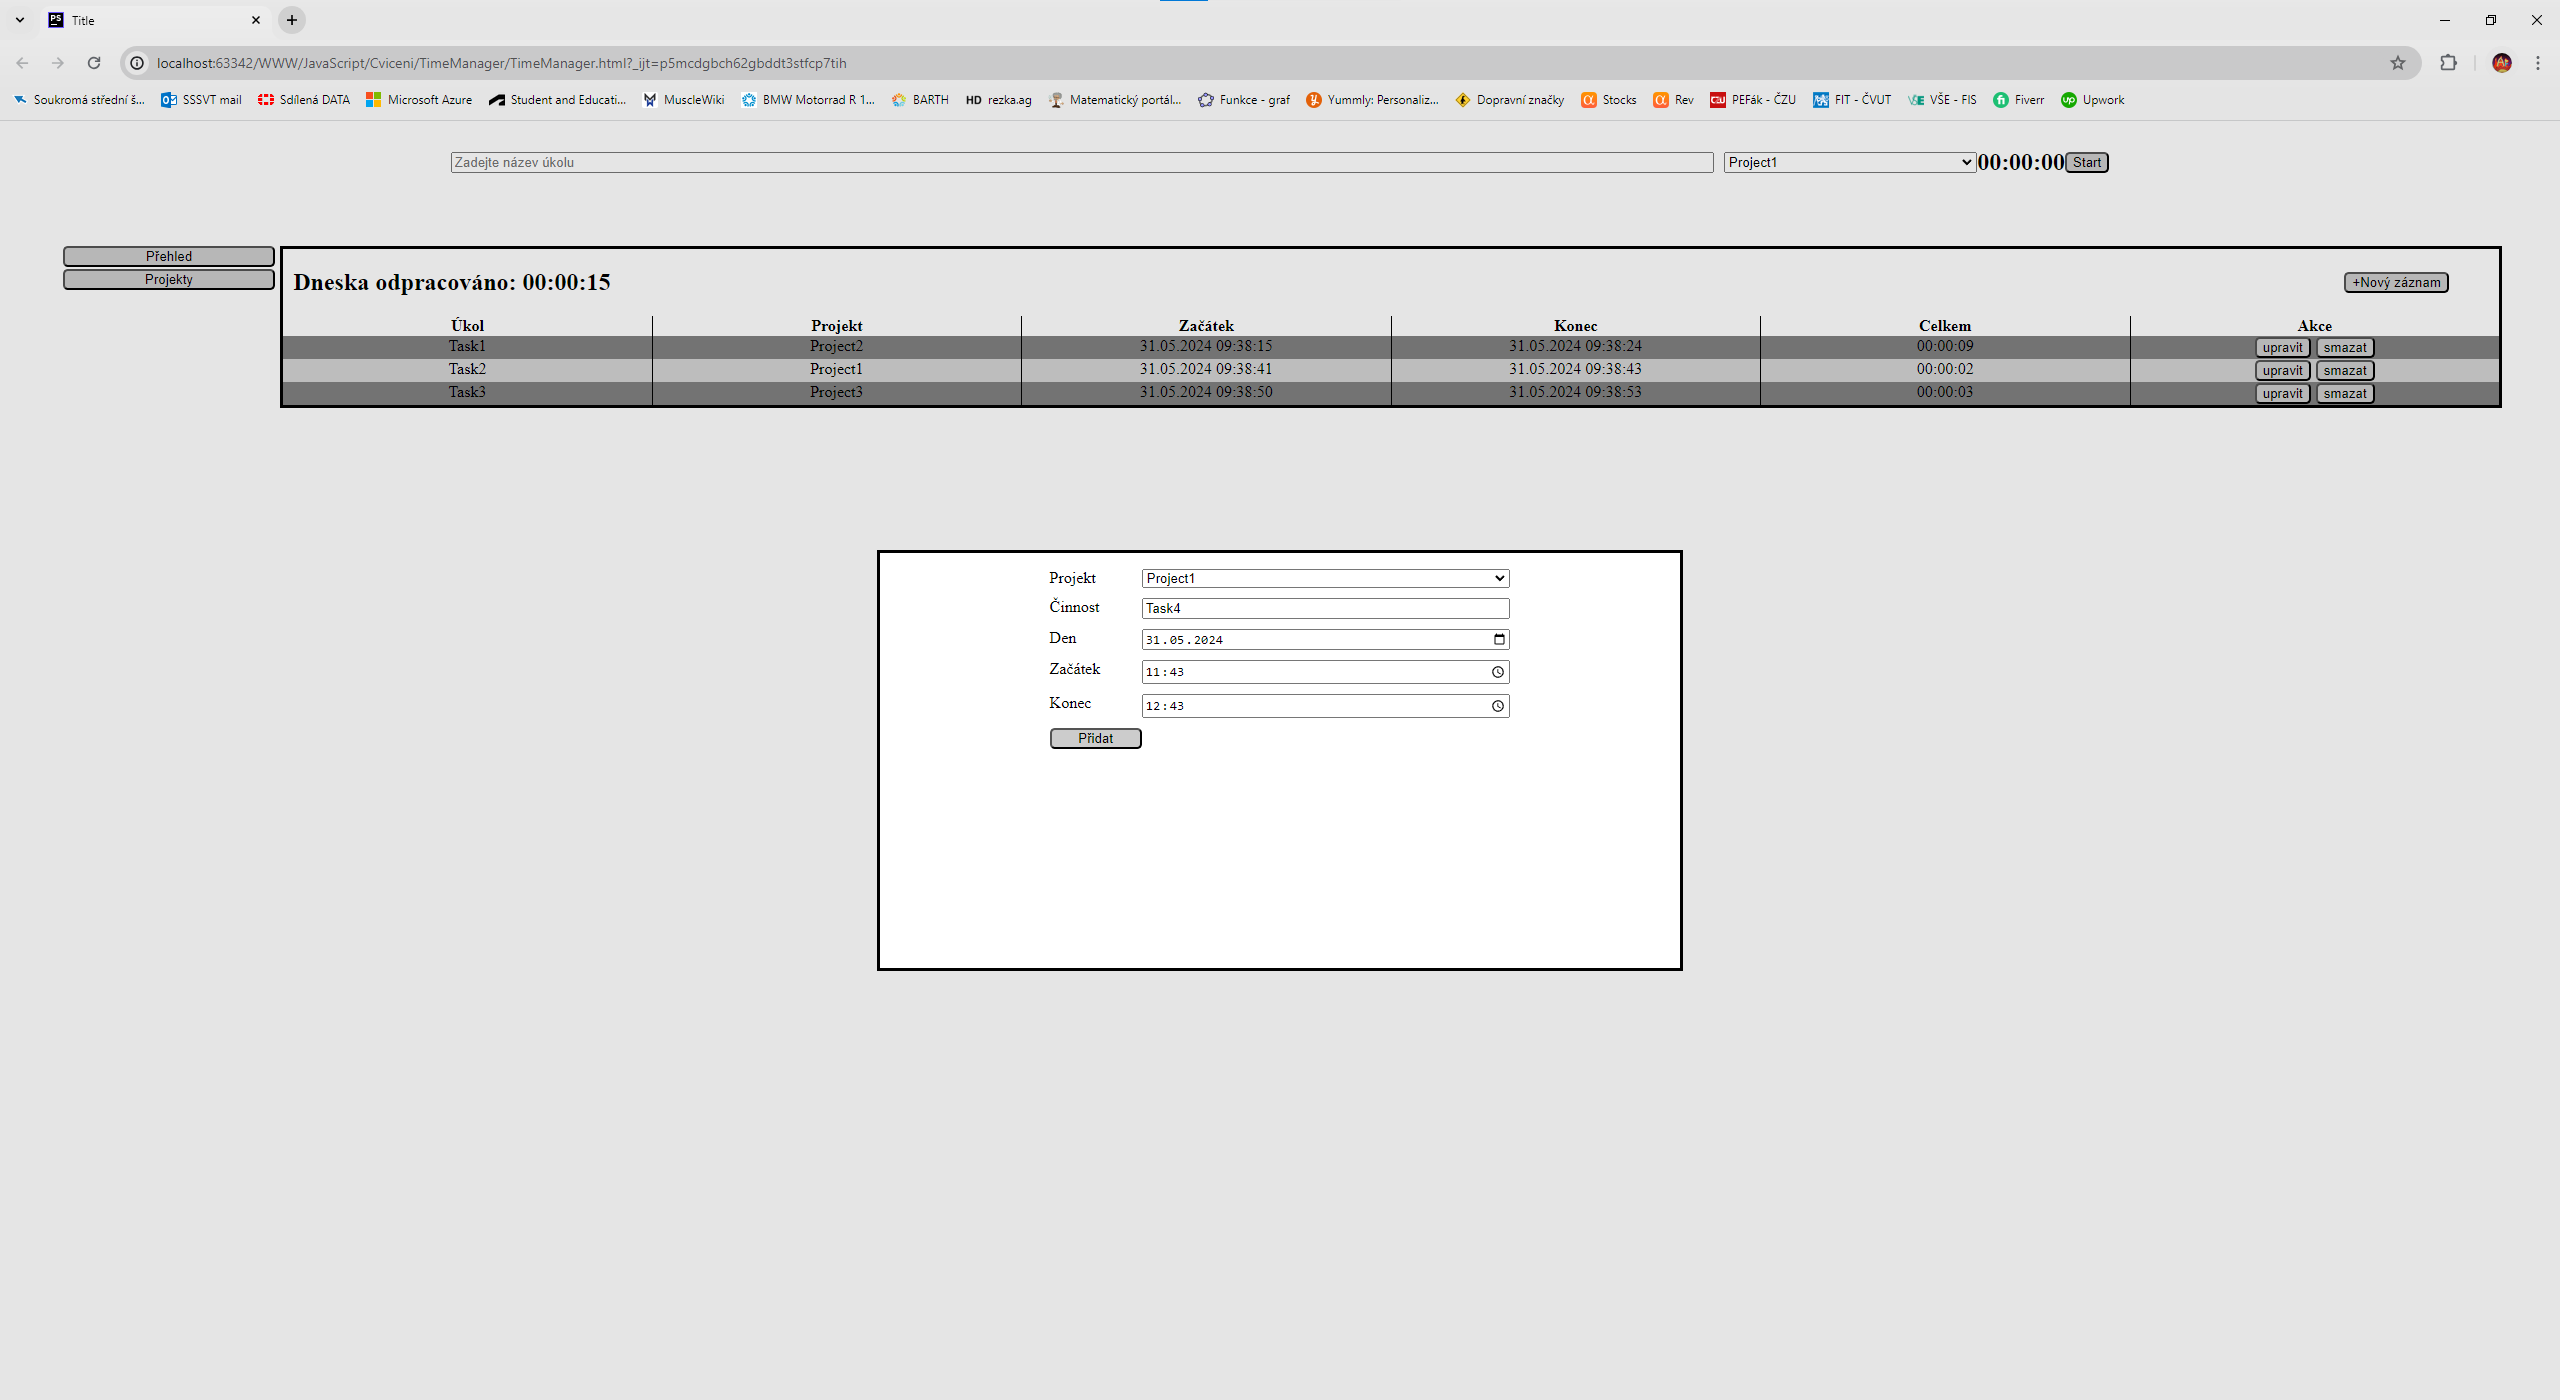 Title
localhost:63342/WWW/JavaScript/Cviceni/TimeManager/TimeManager.html?_ijt=p5mcdgbch62gbddt3stfcp7tih
Soukromá střední š... SSSVT mail Sdílená DATA Microsoft Azure Student and Educati... MuscleWiki BMW Motorrad R 1... BARTH HD rezka.ag Matematický portál... Funkce - graf Yummly: Personaliz... Dopravní značky Stocks Rev PEFák - ČZU FIT - ČVUT VŠE - FIS Fiverr Upwork
Zadejte název úkolu Project1 00:00:00 Start
Přehled
Projekty
Dneska odpracováno: 00:00:15 +Nový záznam
Úkol Projekt Začátek Konec Celkem Akce
Task1 Project2 31.05.2024 09:38:15 31.05.2024 09:38:24 00:00:09 upravit smazat
Task2 Project1 31.05.2024 09:38:41 31.05.2024 09:38:43 00:00:02 upravit smazat
Task3 Project3 31.05.2024 09:38:50 31.05.2024 09:38:53 00:00:03 upravit smazat
Projekt Project1
Činnost Task4
Den 31.05.2024
Začátek 11:43
Konec 12:43
Přidat